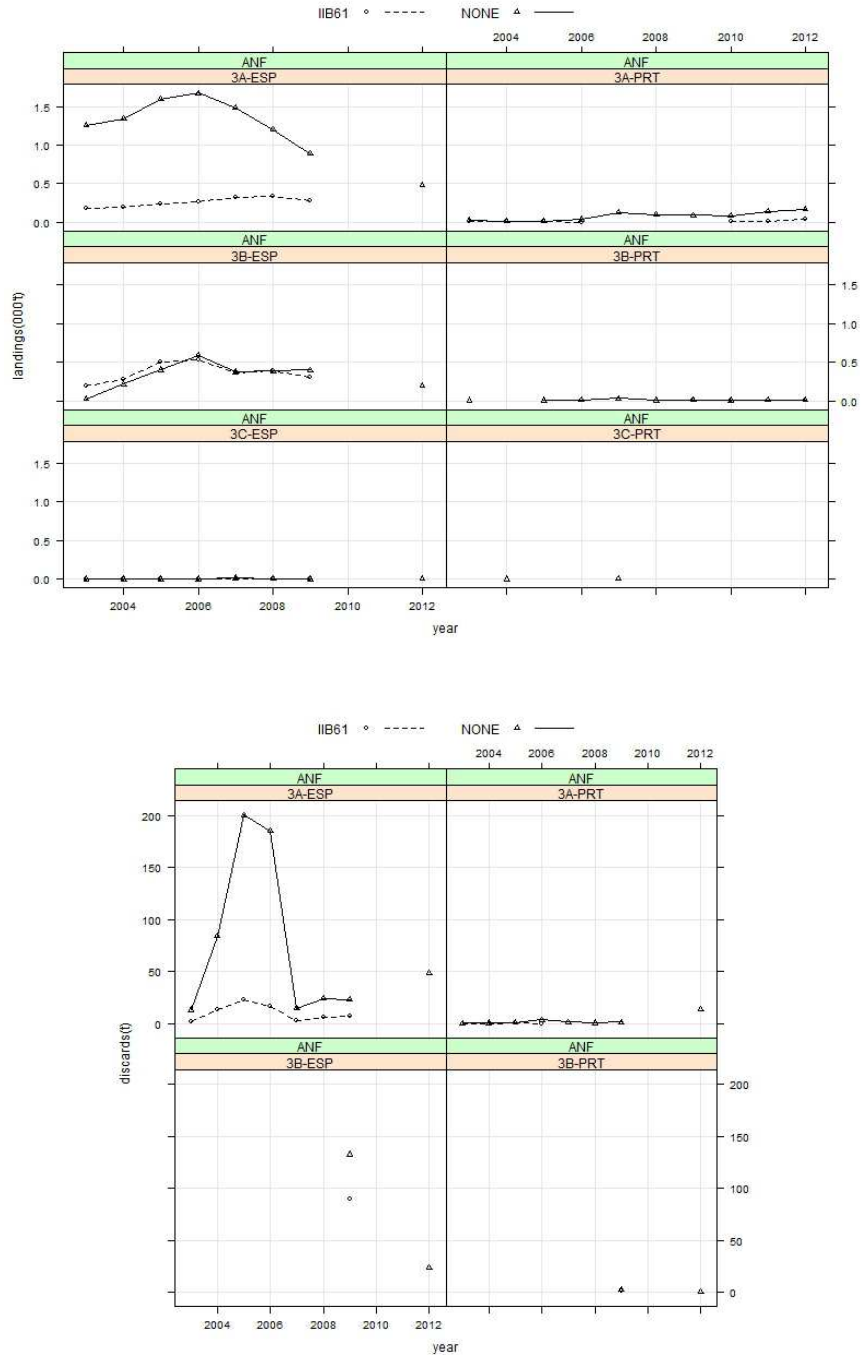 IIB61 NONE
2004 2006 2008 2010 2012
ANF ANF
3A-ESP 3A-PRT
1.5
1.0
0.5
0.0
ANF ANF
3B-ESP 3B-PRT
1.5
1.0
0.5
0.0
landings(000't)
ANF ANF
3C-ESP 3C-PRT
1.5
1.0
0.5
0.0
2004 2006 2008 2010 2012
year
IIB61 NONE
2004 2006 2008 2010 2012
ANF ANF
3A-ESP 3A-PRT
200
150
100
50
0
discards(t)
ANF ANF
3B-ESP 3B-PRT
200
150
100
50
0
2004 2006 2008 2010 2012
year